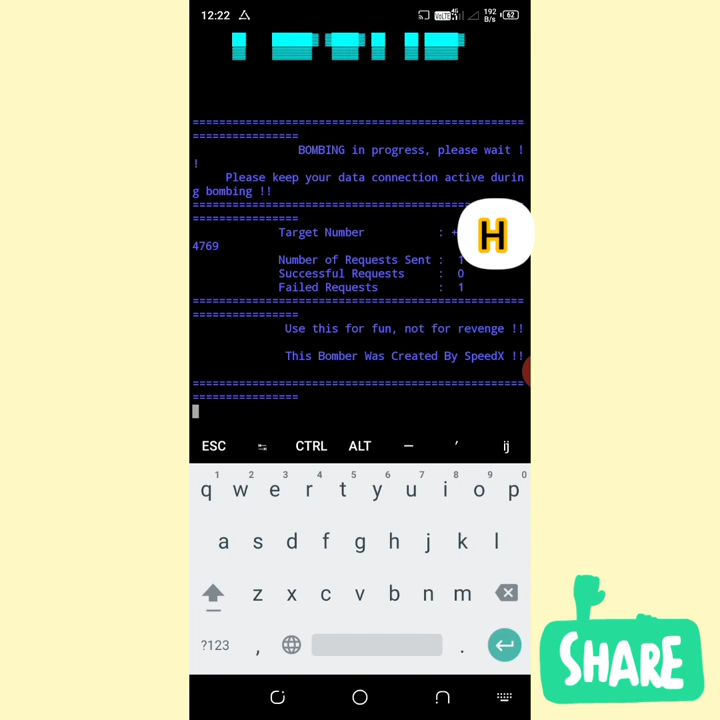 12:22
VoLTE 4G 192 B/s 62
==================================================
================
BOMBING in progress, please wait !
!
Please keep your data connection active durin
g bombing !!
==================================================
================
Target Number : +
4769
Number of Requests Sent : 1
Successful Requests : 0
Failed Requests : 1
==================================================
================
Use this for fun, not for revenge !!
This Bomber Was Created By SpeedX !!
==================================================
================
H
ESC ⇆ CTRL ALT — ′ ij
1 2 3 4 5 6 7 8 9 0
q w e r t y u i o p
a s d f g h j k l
z x c v b n m
?123 , .
SHARE